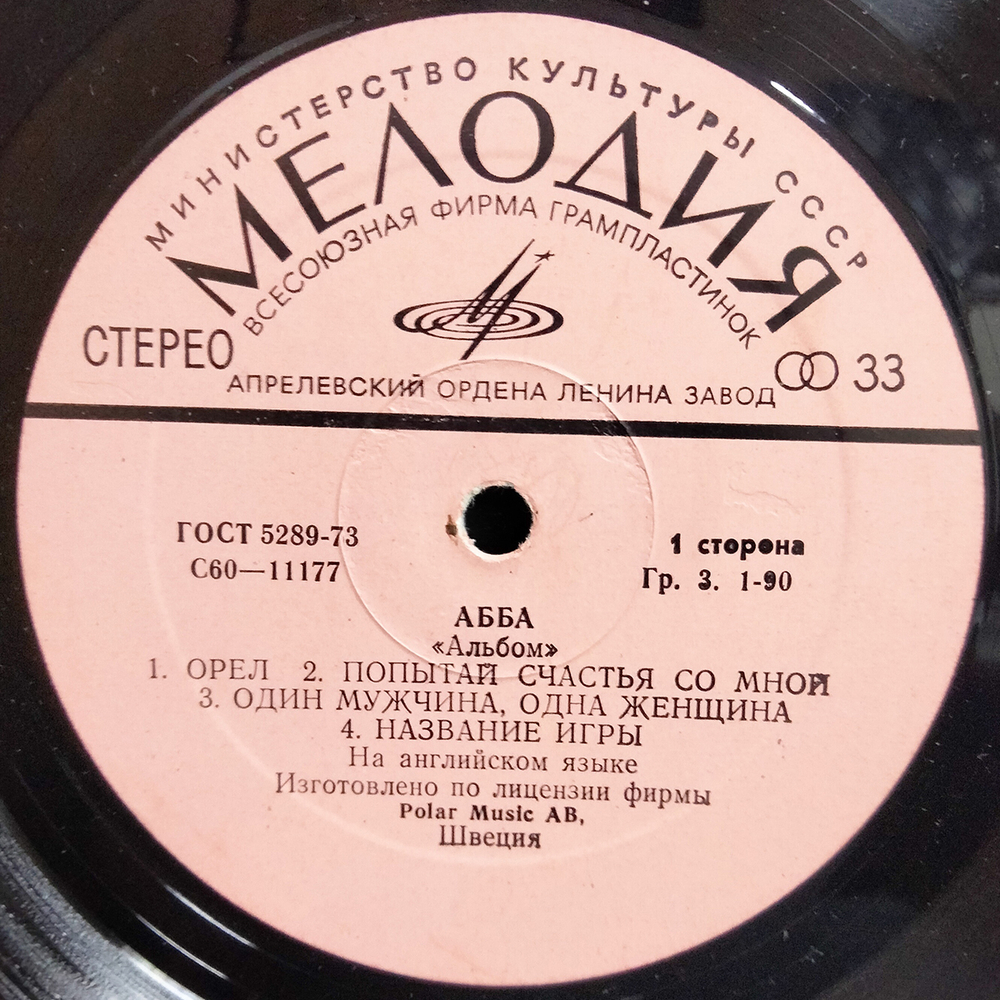 МИНИСТЕРСТВО КУЛЬТУРЫ СССР
МЕЛОДИЯ
ВСЕСОЮЗНАЯ ФИРМА ГРАМПЛАСТИНОК
СТЕРЕО
33
АПРЕЛЕВСКИЙ ОРДЕНА ЛЕНИНА ЗАВОД
ГОСТ 5289-73
С60—11177
1 сторона
Гр. 3. 1-90
АББА
«Альбом»
1. ОРЕЛ 2. ПОПЫТАЙ СЧАСТЬЯ СО МНОЙ
3. ОДИН МУЖЧИНА, ОДНА ЖЕНЩИНА
4. НАЗВАНИЕ ИГРЫ
На английском языке
Изготовлено по лицензии фирмы
Polar Music AB,
Швеция